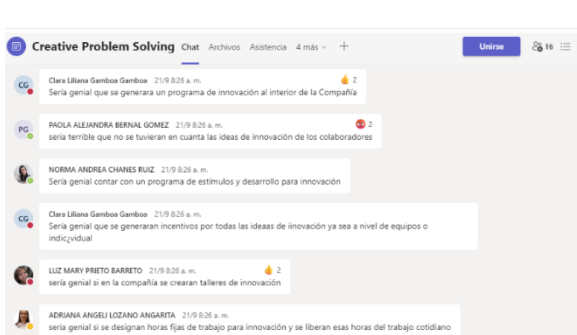 Creative Problem Solving Chat Archivos Asistencia 4 más Unirse 16
CG Clara Liliana Gamboa Gamboa 21/9 8:26 a. m. 2
Sería genial que se generara un programa de innovación al interior de la Compañía
PG PAOLA ALEJANDRA BERNAL GOMEZ 21/9 8:26 a. m. 2
seria terrible que no se tuvieran en cuanta las ideas de innovación de los colaboradores
NORMA ANDREA CHANES RUIZ 21/9 8:26 a. m.
Sería genial contar con un programa de estímulos y desarrollo para innovación
CG Clara Liliana Gamboa Gamboa 21/9 8:26 a. m.
Sería genial que se generaran incentivos por todas las ideaas de iinovación ya sea a nivel de equipos o
indic¿vidual
LUZ MARY PRIETO BARRETO 21/9 8:26 a. m. 2
sería genial si en la compañía se crearan talleres de innovación
ADRIANA ANGELI LOZANO ANGARITA 21/9 8:26 a. m.
seria genial si se designan horas fijas de trabajo para innovación y se liberan esas horas del trabajo cotidiano